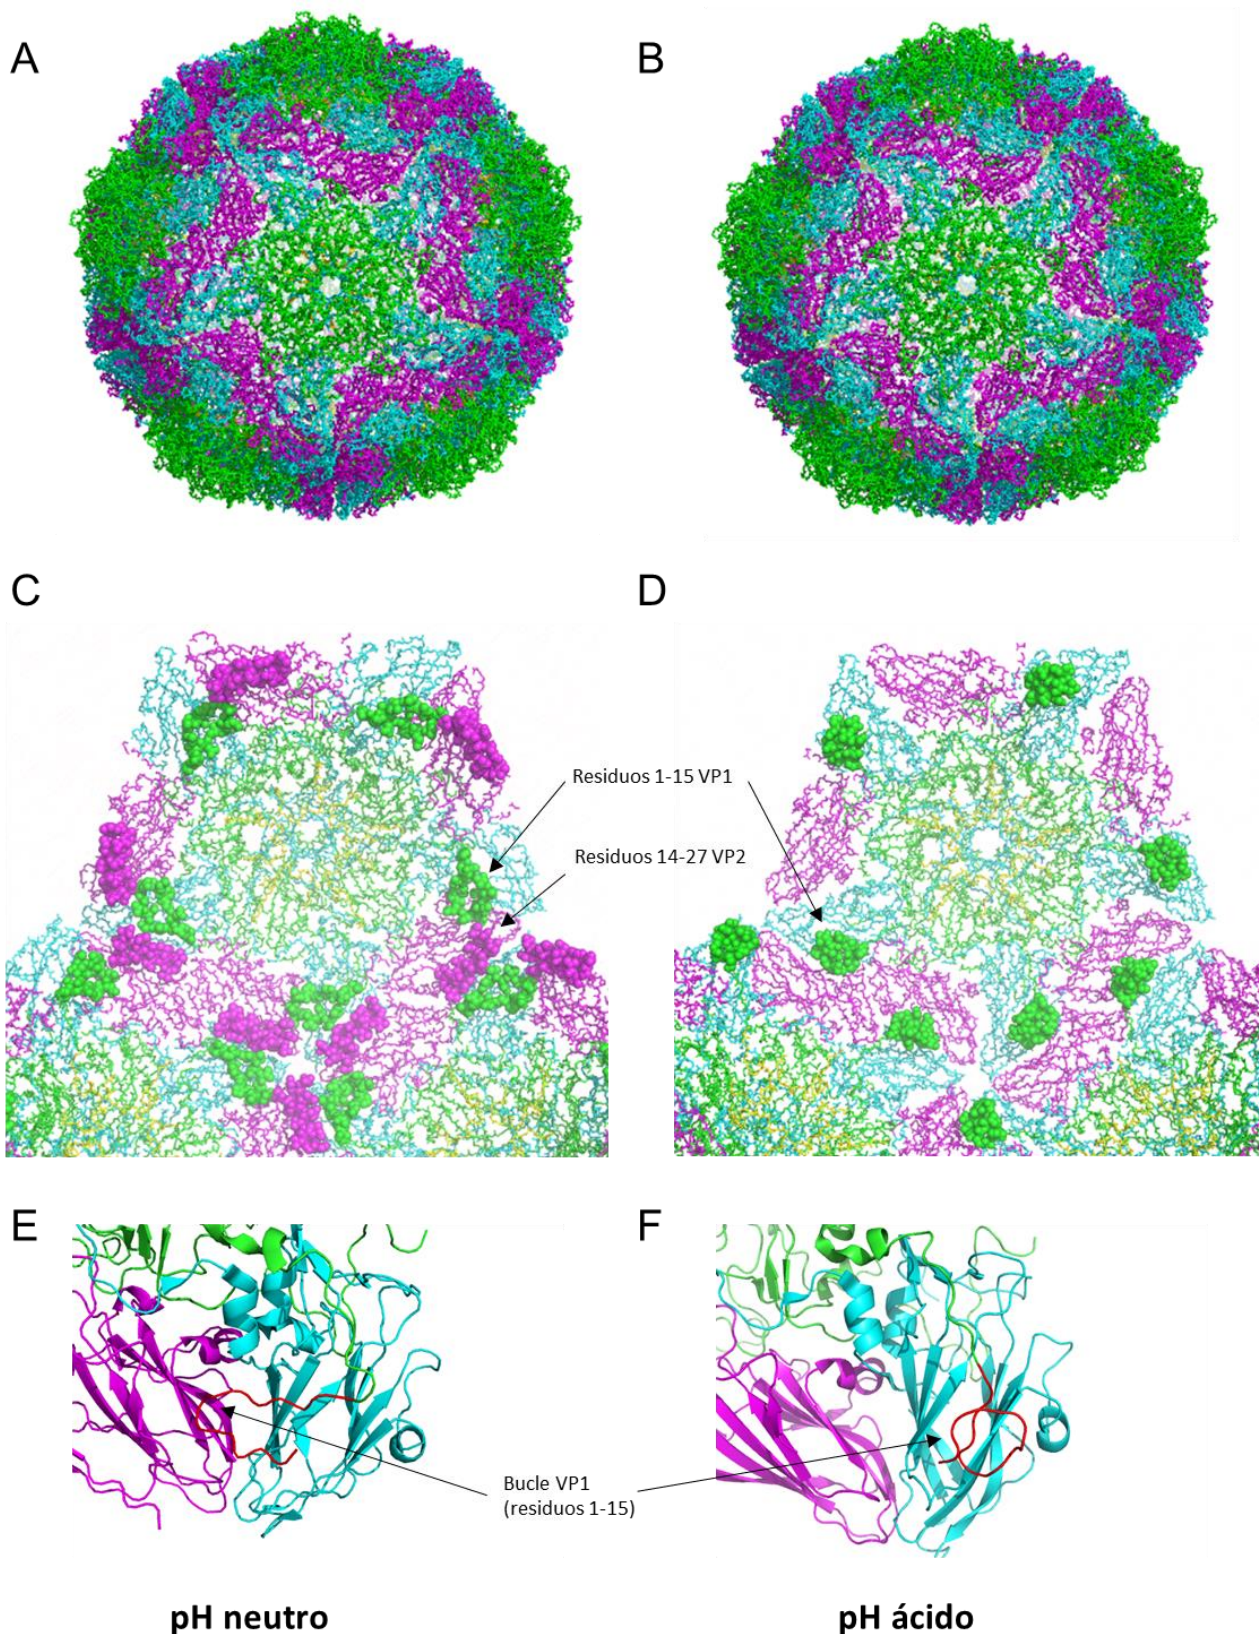 A
B
C
D
Residuos 1-15 VP1
Residuos 14-27 VP2
E
F
Bucle VP1
(residuos 1-15)
pH neutro
pH ácido